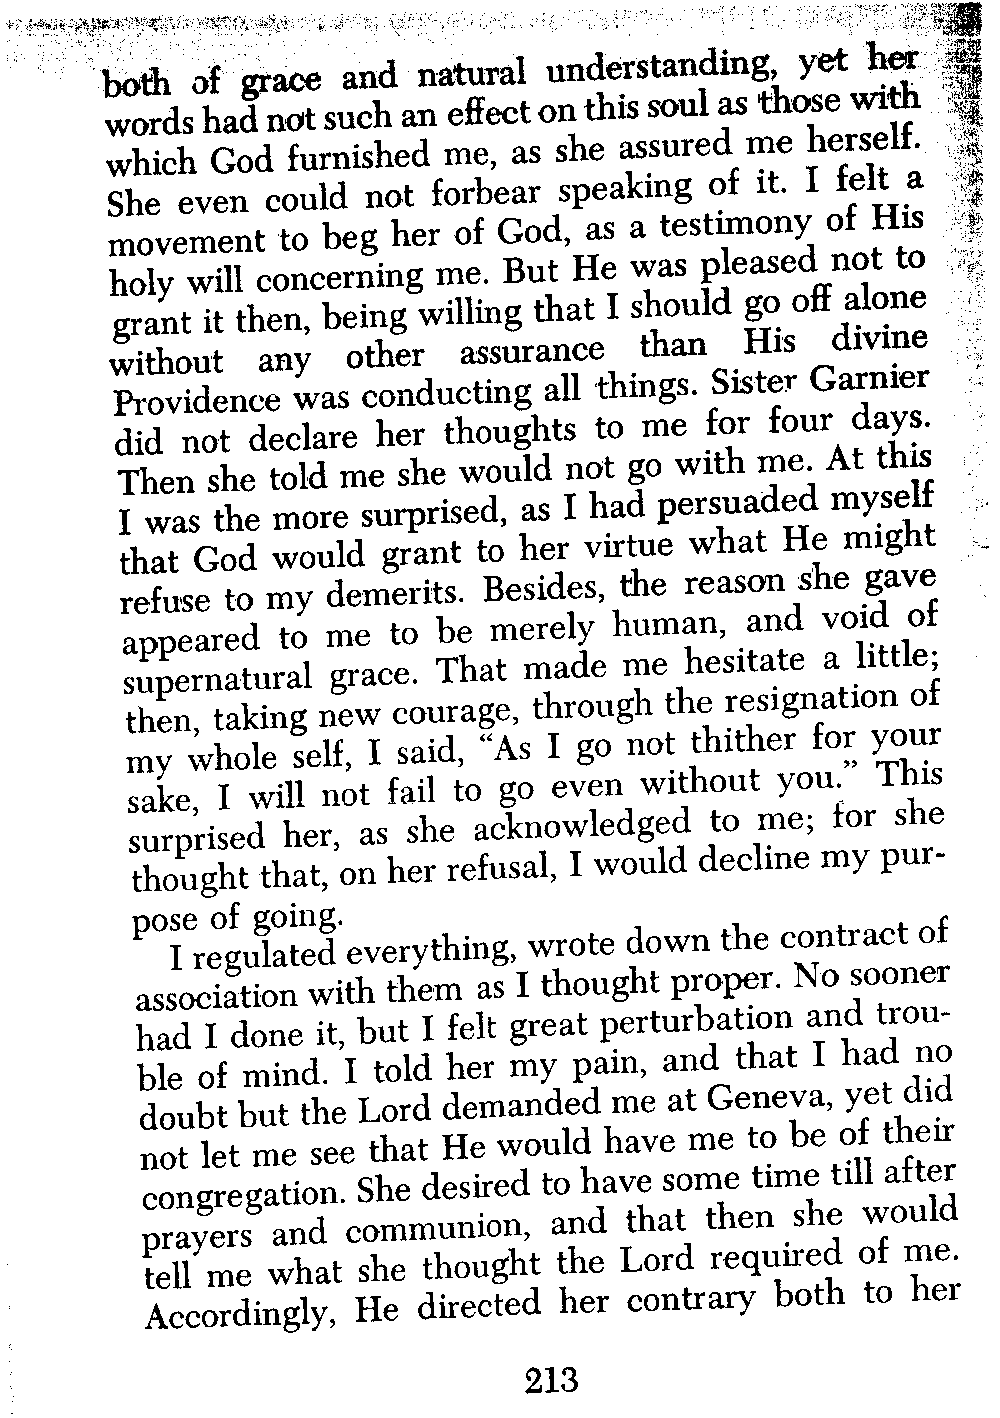 both of grace and natural understanding, yet her
words had not such an effect on this soul as those with
which God furnished me, as she assured me herself.
She even could not forbear speaking of it. I felt a
movement to beg her of God, as a testimony of His
holy will concerning me. But He was pleased not to
grant it then, being willing that I should go off alone
without any other assurance than His divine
Providence was conducting all things. Sister Garnier
did not declare her thoughts to me for four days.
Then she told me she would not go with me. At this
I was the more surprised, as I had persuaded myself
that God would grant to her virtue what He might
refuse to my demerits. Besides, the reason she gave
appeared to me to be merely human, and void of
supernatural grace. That made me hesitate a little;
then, taking new courage, through the resignation of
my whole self, I said, “As I go not thither for your
sake, I will not fail to go even without you.” This
surprised her, as she acknowledged to me; for she
thought that, on her refusal, I would decline my pur-
pose of going.
I regulated everything, wrote down the contract of
association with them as I thought proper. No sooner
had I done it, but I felt great perturbation and trou-
ble of mind. I told her my pain, and that I had no
doubt but the Lord demanded me at Geneva, yet did
not let me see that He would have me to be of their
congregation. She desired to have some time till after
prayers and communion, and that then she would
tell me what she thought the Lord required of me.
Accordingly, He directed her contrary both to her
213